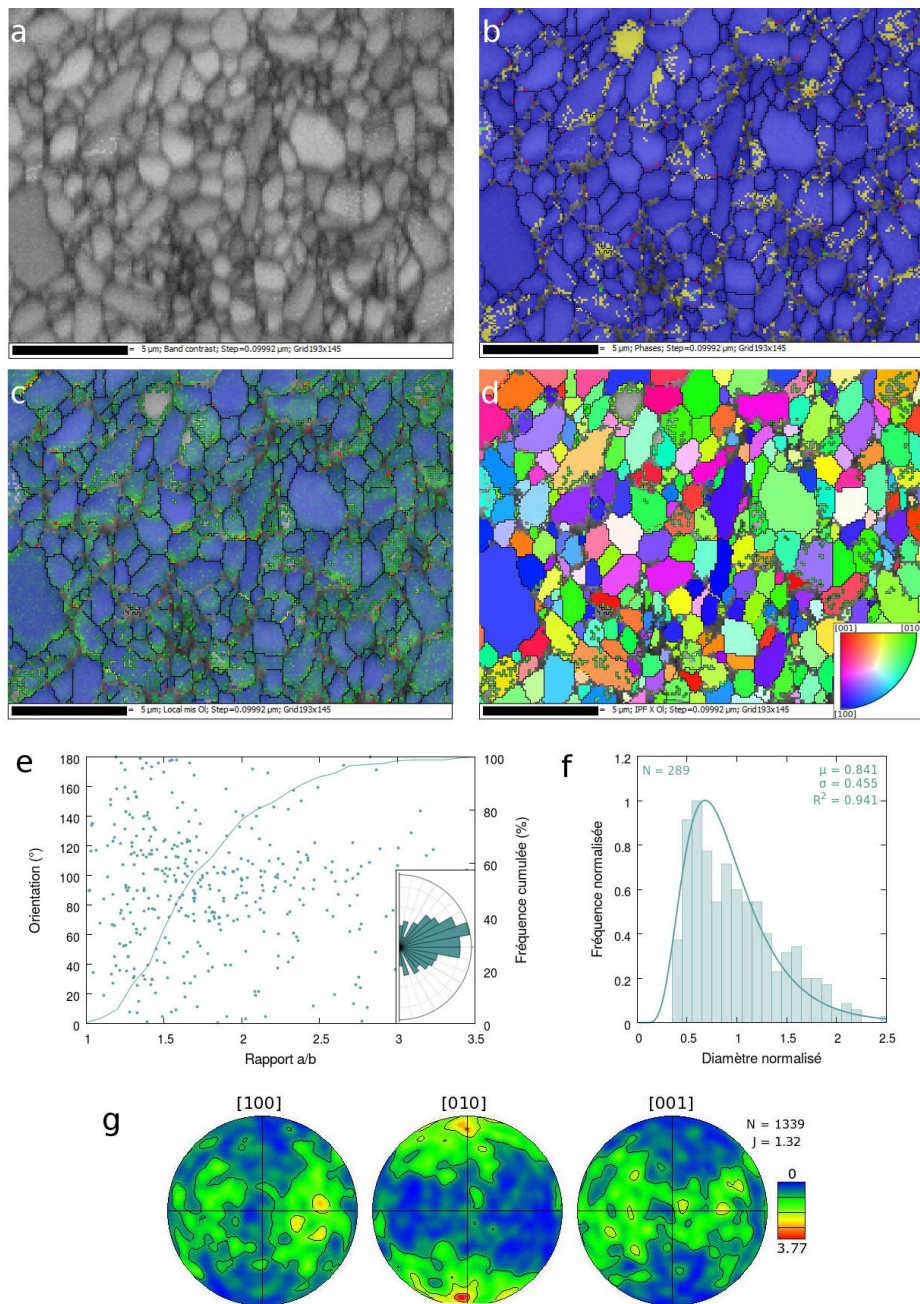 a
b
= 5 µm; Band contrast; Step=0.09992 µm; Grid193x145
= 5 µm; Phases; Step=0.09992 µm; Grid193x145
c
d
[001]
[010]
[100]
= 5 µm; Local mis Ol; Step=0.09992 µm; Grid193x145
= 5 µm; IPF X Ol; Step=0.09992 µm; Grid193x145
e
180
160
140
120
100
80
60
40
20
0
Orientation (°)
1
1.5
2
2.5
3
3.5
Rapport a/b
100
80
60
40
20
0
Fréquence cumulée (%)
f
N = 289
µ = 0.841
σ = 0.455
R² = 0.941
1.2
1
0.8
0.6
0.4
0.2
0
Fréquence normalisée
0
0.5
1
1.5
2
2.5
Diamètre normalisé
g
[100]
[010]
[001]
N = 1339
J = 1.32
0
3.77